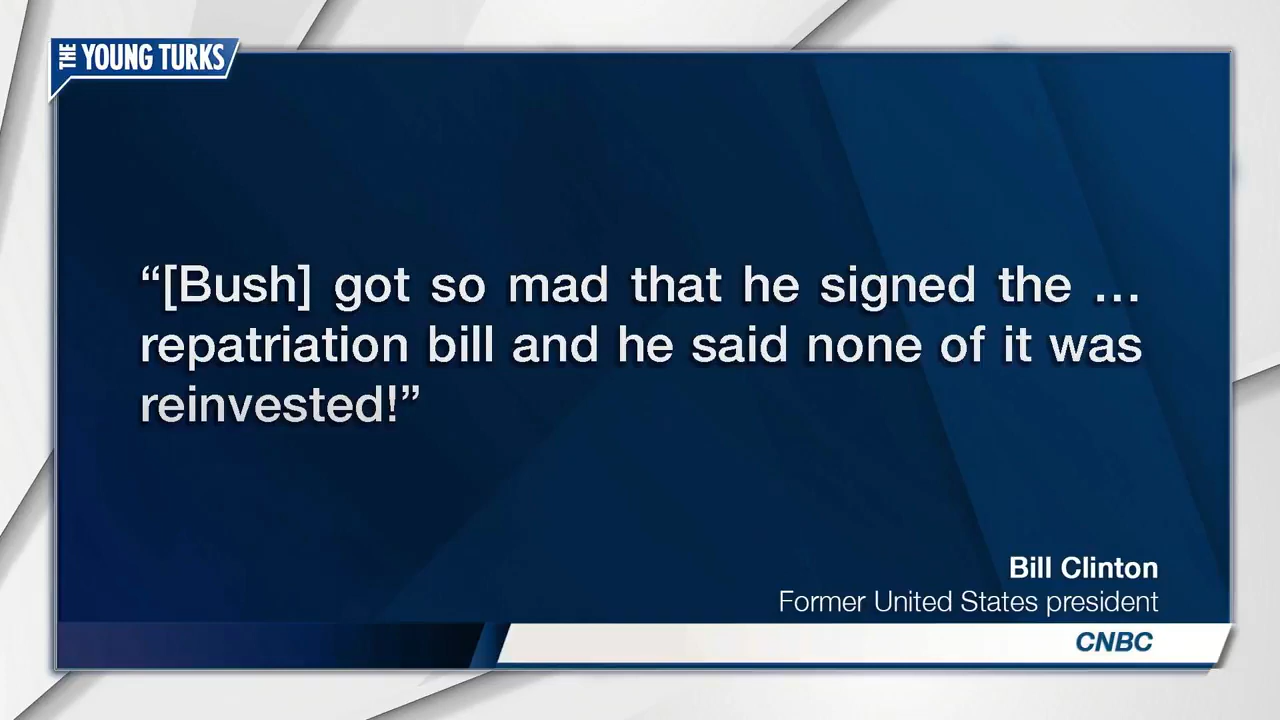 THE YOUNG TURKS
“[Bush] got so mad that he signed the …
repatriation bill and he said none of it was
reinvested!”
Bill Clinton
Former United States president
CNBC